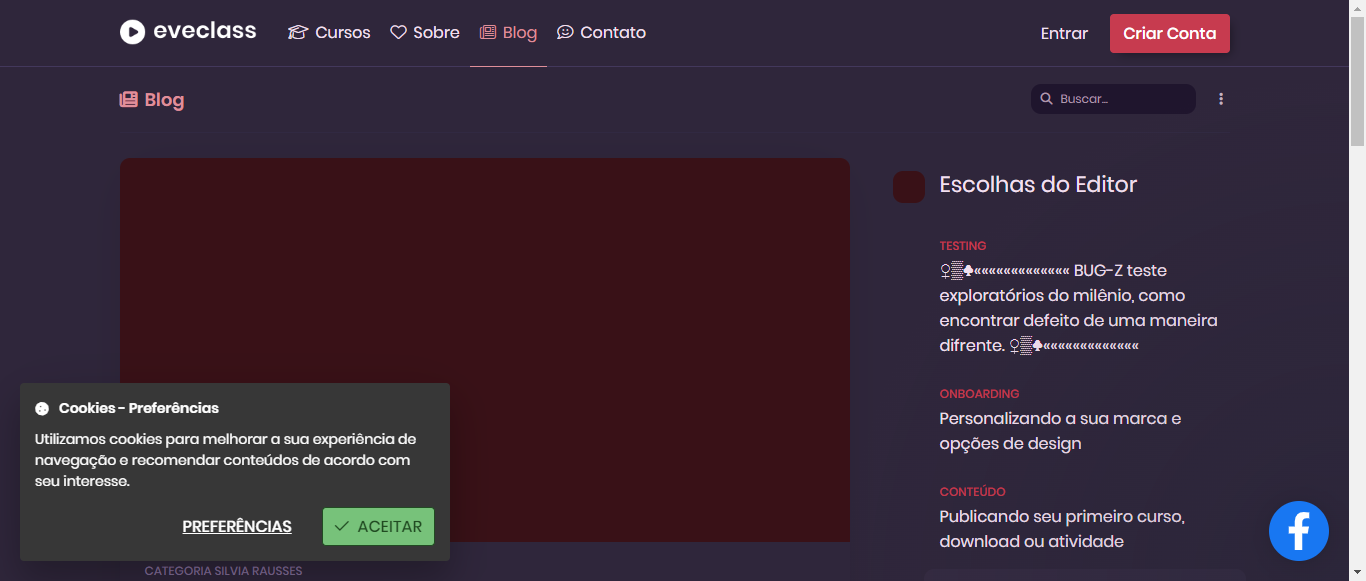 eveclass
Cursos
Sobre
Blog
Contato
Entrar
Criar Conta
Blog
Buscar...
Escolhas do Editor
TESTING
♀▒♣««««««««««««« BUG-Z teste
exploratórios do milênio, como
encontrar defeito de uma maneira
difrente. ♀▒♣«««««««««««««
ONBOARDING
Personalizando a sua marca e
opções de design
CONTEÚDO
Publicando seu primeiro curso,
download ou atividade
Cookies - Preferências
Utilizamos cookies para melhorar a sua experiência de
navegação e recomendar conteúdos de acordo com
seu interesse.
PREFERÊNCIAS
ACEITAR
CATEGORIA SILVIA RAUSSES